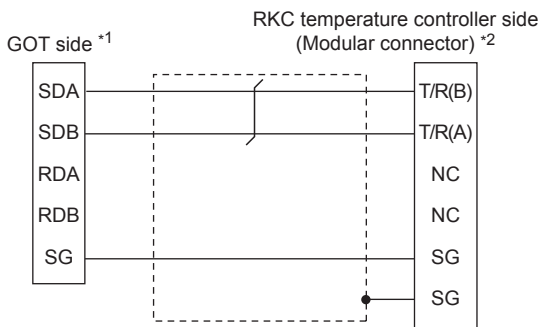 RKC temperature controller side
GOT side *1
(Modular connector) *2
SDA
T/R(B)
SDB
T/R(A)
RDA
NC
RDB
NC
SG
SG
SG